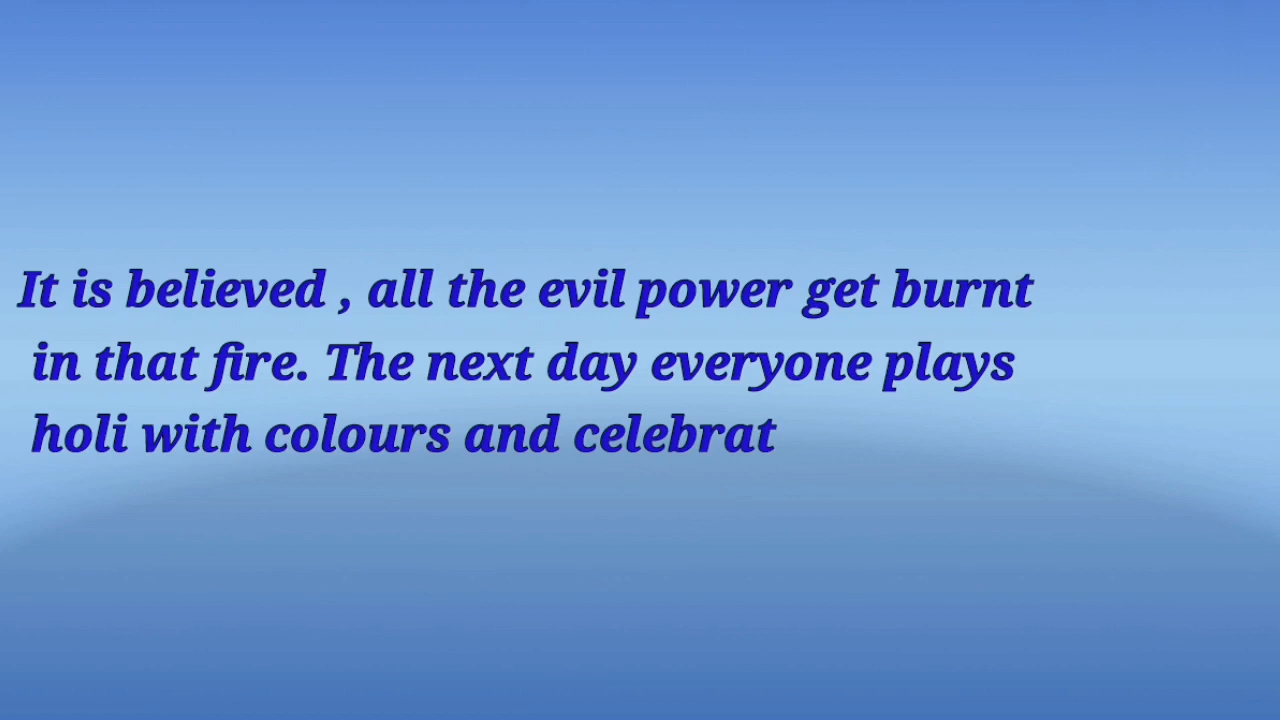 It is believed , all the evil power get burnt
in that fire. The next day everyone plays
holi with colours and celebrat